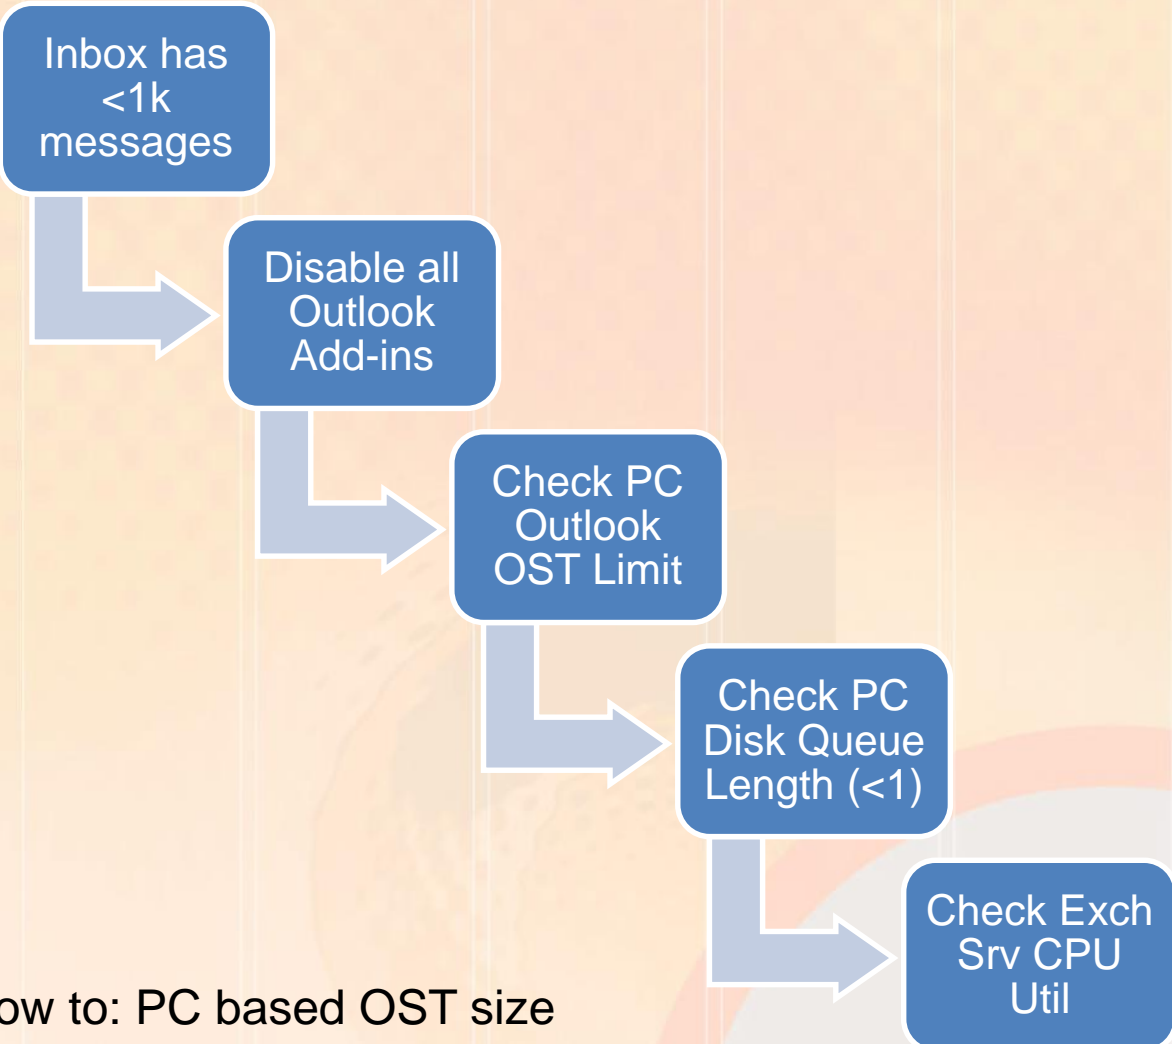 Inbox has
<1k
messages
Disable all
Outlook
Add-ins
Check PC
Outlook
OST Limit
Check PC
Disk Queue
Length (<1)
Check Exch
Srv CPU
Util
ow to: PC based OST size